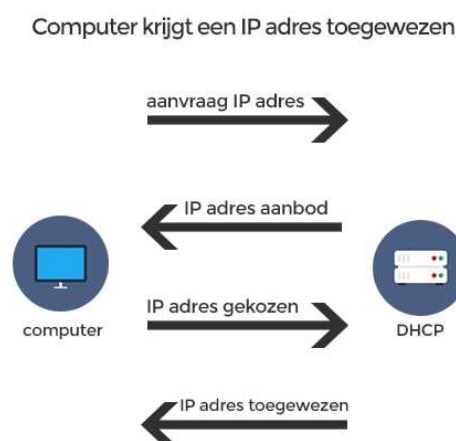 Computer krijgt een IP adres toegewezen
aanvraag IP adres
IP adres aanbod
computer
DHCP
IP adres gekozen
IP adres toegewezen